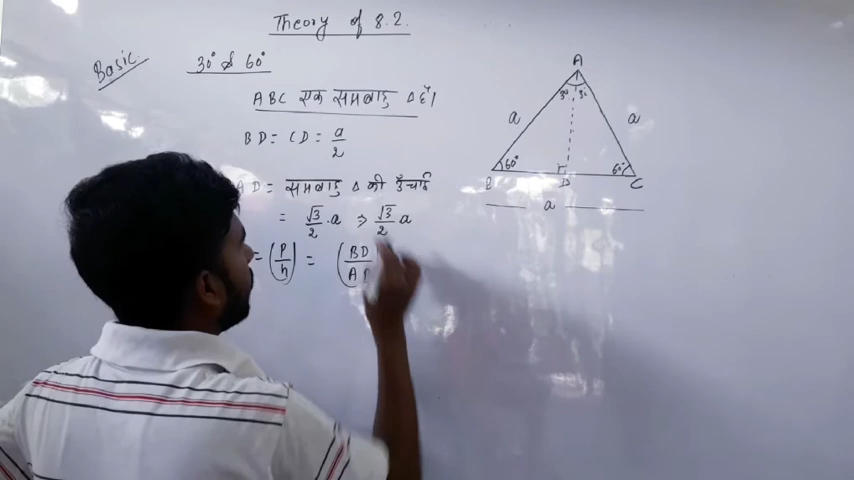 Theory of 8.2.
Basic
30° & 60°
ABC एक समबाहु Δ है।
BD = CD = a/2
AD = समबाहु Δ की ऊँचाई
= √3/2 . a ⇒ √3/2 a
= (P/h) = (BD/A
A
30° 30
a a
60° 60°
B D C
a